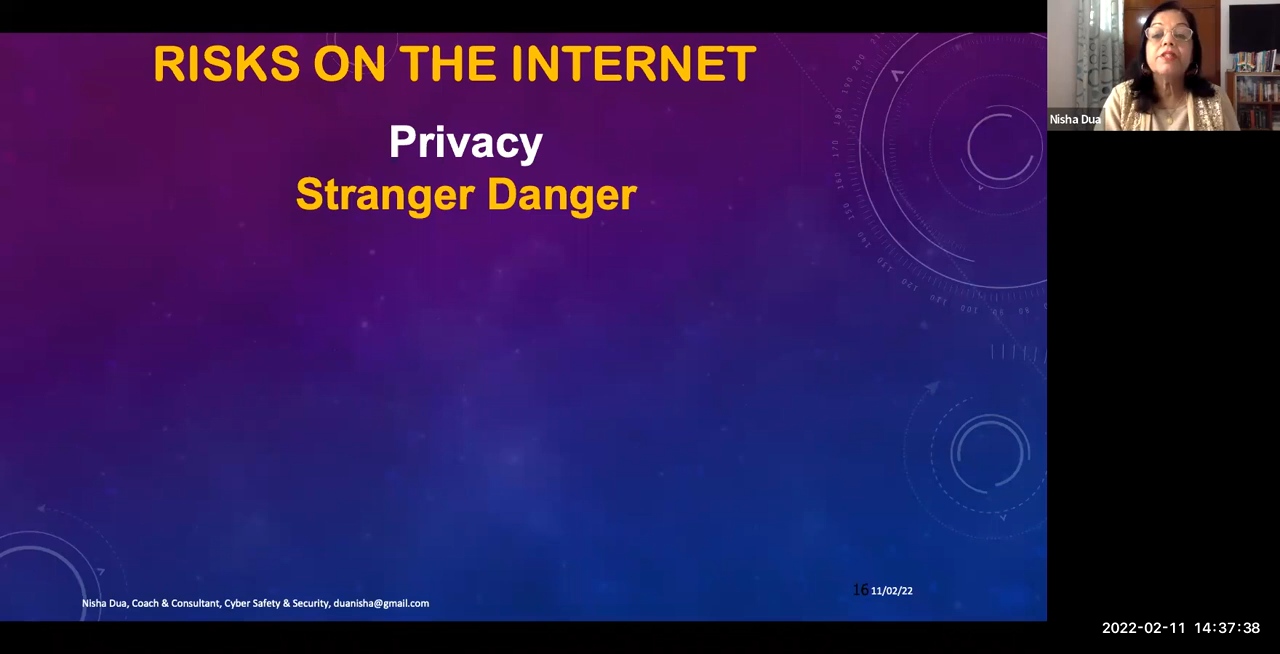 RISKS ON THE INTERNET
Privacy
Stranger Danger
Nisha Dua
Nisha Dua, Coach & Consultant, Cyber Safety & Security, duanisha@gmail.com
16 11/02/22
2022-02-11 14:37:38